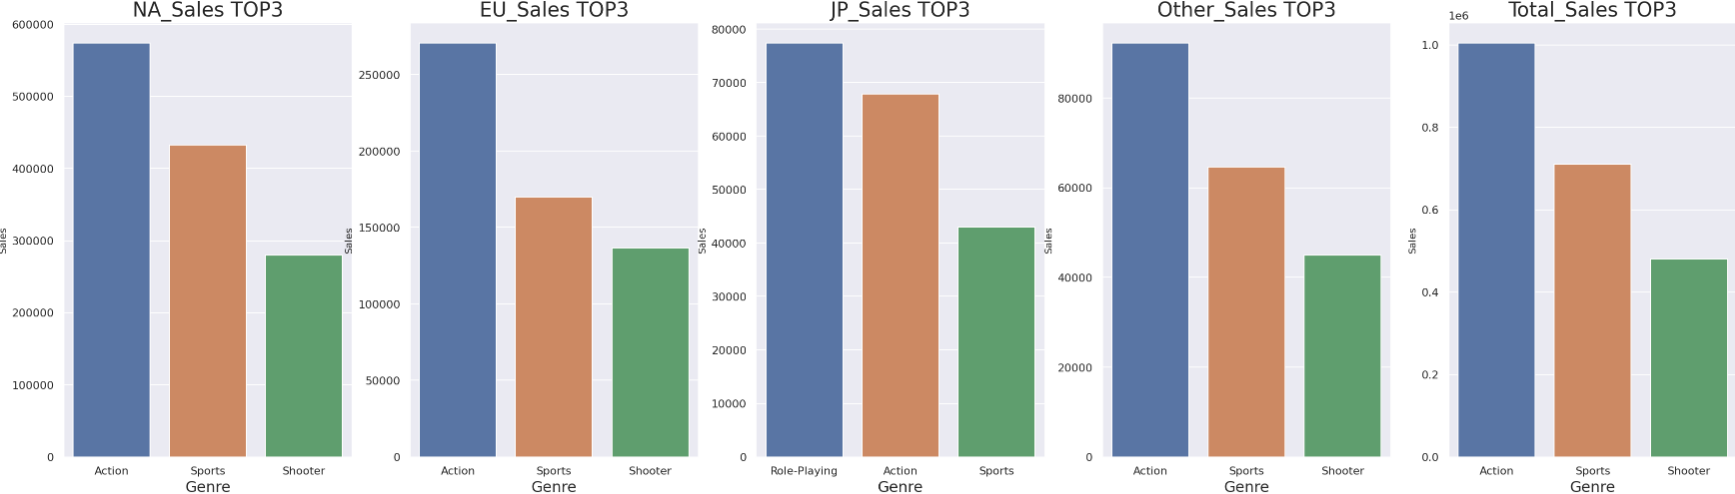 NA_Sales TOP3
600000
500000
400000
300000
200000
100000
0
Sales
Action Sports Shooter
Genre
EU_Sales TOP3
250000
200000
150000
100000
50000
0
Sales
Action Sports Shooter
Genre
JP_Sales TOP3
80000
70000
60000
50000
40000
30000
20000
10000
0
Sales
Role-Playing Action Sports
Genre
Other_Sales TOP3
80000
60000
40000
20000
0
Sales
Action Sports Shooter
Genre
Total_Sales TOP3
1e6
1.0
0.8
0.6
0.4
0.2
0.0
Sales
Action Sports Shooter
Genre